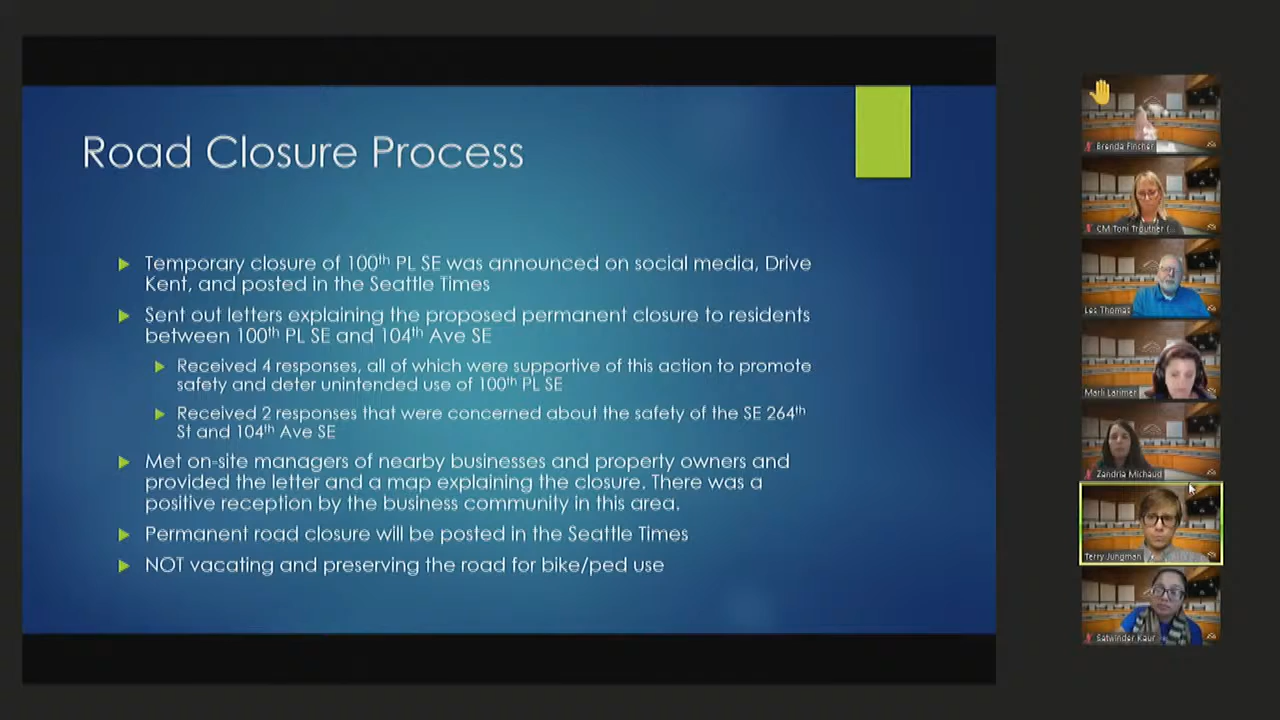 Road Closure Process
Temporary closure of 100th PL SE was announced on social media, Drive
Kent, and posted in the Seattle Times
Sent out letters explaining the proposed permanent closure to residents
between 100th PL SE and 104th Ave SE
Received 4 responses, all of which were supportive of this action to promote
safety and deter unintended use of 100th PL SE
Received 2 responses that were concerned about the safety of the SE 264th
St and 104th Ave SE
Met on-site managers of nearby businesses and property owners and
provided the letter and a map explaining the closure. There was a
positive reception by the business community in this area.
Permanent road closure will be posted in the Seattle Times
NOT vacating and preserving the road for bike/ped use
Brenda Fincher
CM Toni Troutner (...
Les Thomas
Marli Larimer
Zandria Michaud
Terry Jungman
Satwinder Kaur